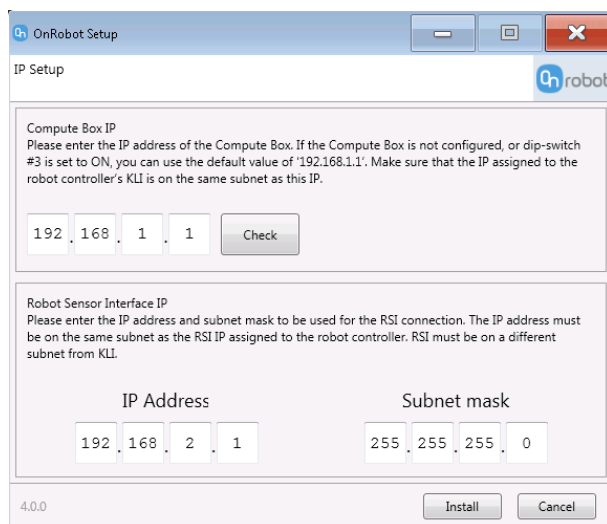 OnRobot Setup
IP Setup
On robot
Compute Box IP
Please enter the IP address of the Compute Box. If the Compute Box is not configured, or dip-switch
#3 is set to ON, you can use the default value of '192.168.1.1'. Make sure that the IP assigned to the
robot controller's KLI is on the same subnet as this IP.
192 . 168 . 1 . 1 Check
Robot Sensor Interface IP
Please enter the IP address and subnet mask to be used for the RSI connection. The IP address must
be on the same subnet as the RSI IP assigned to the robot controller. RSI must be on a different
subnet from KLI.
IP Address Subnet mask
192 . 168 . 2 . 1 255 . 255 . 255 . 0
4.0.0 Install Cancel